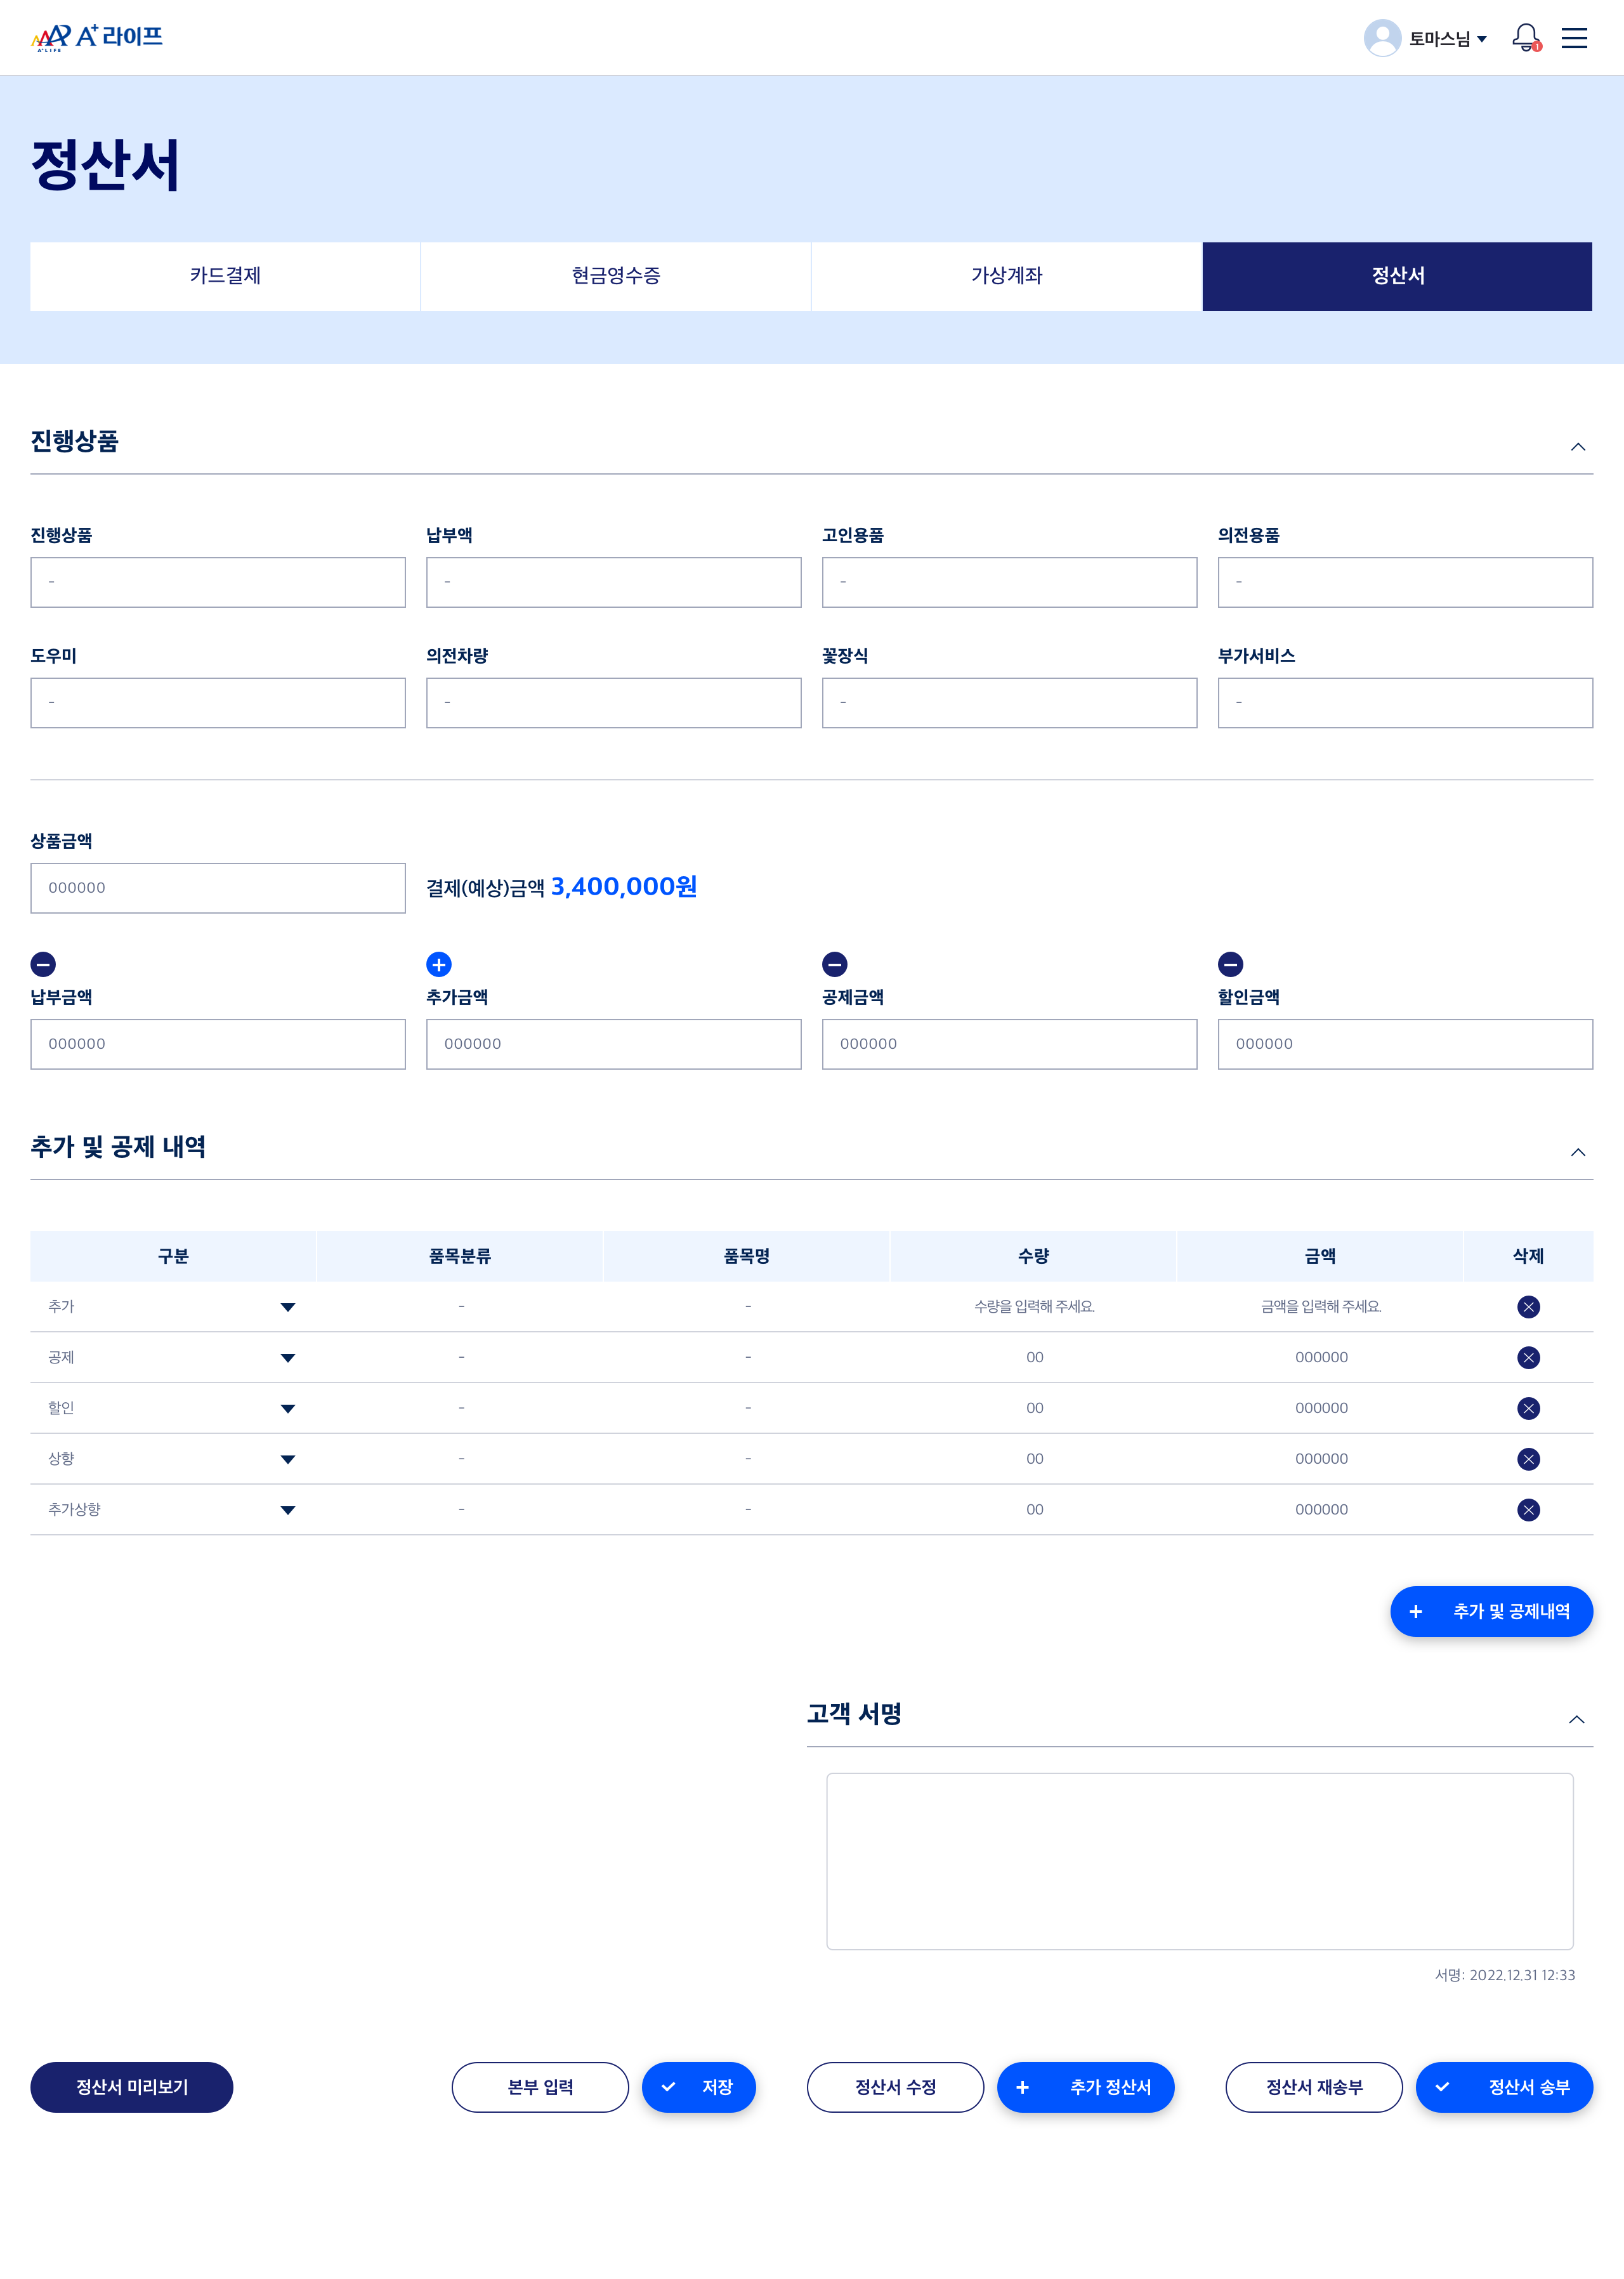 A+LIFE A+ 라이프
토마스님
1
정산서
카드결제 현금영수증 가상계좌 정산서
진행상품
진행상품 납부액 고인용품 의전용품
- - - -
도우미 의전차량 꽃장식 부가서비스
- - - -
상품금액
000000 결제(예상)금액 3,400,000원
납부금액 추가금액 공제금액 할인금액
000000 000000 000000 000000
추가 및 공제 내역
구분 품목분류 품목명 수량 금액 삭제
추가 - - 수량을 입력해 주세요. 금액을 입력해 주세요.
공제 - - 00 000000
할인 - - 00 000000
상향 - - 00 000000
추가상향 - - 00 000000
+ 추가 및 공제내역
고객 서명
서명: 2022.12.31 12:33
정산서 미리보기 본부 입력 저장 정산서 수정 + 추가 정산서 정산서 재송부 정산서 송부